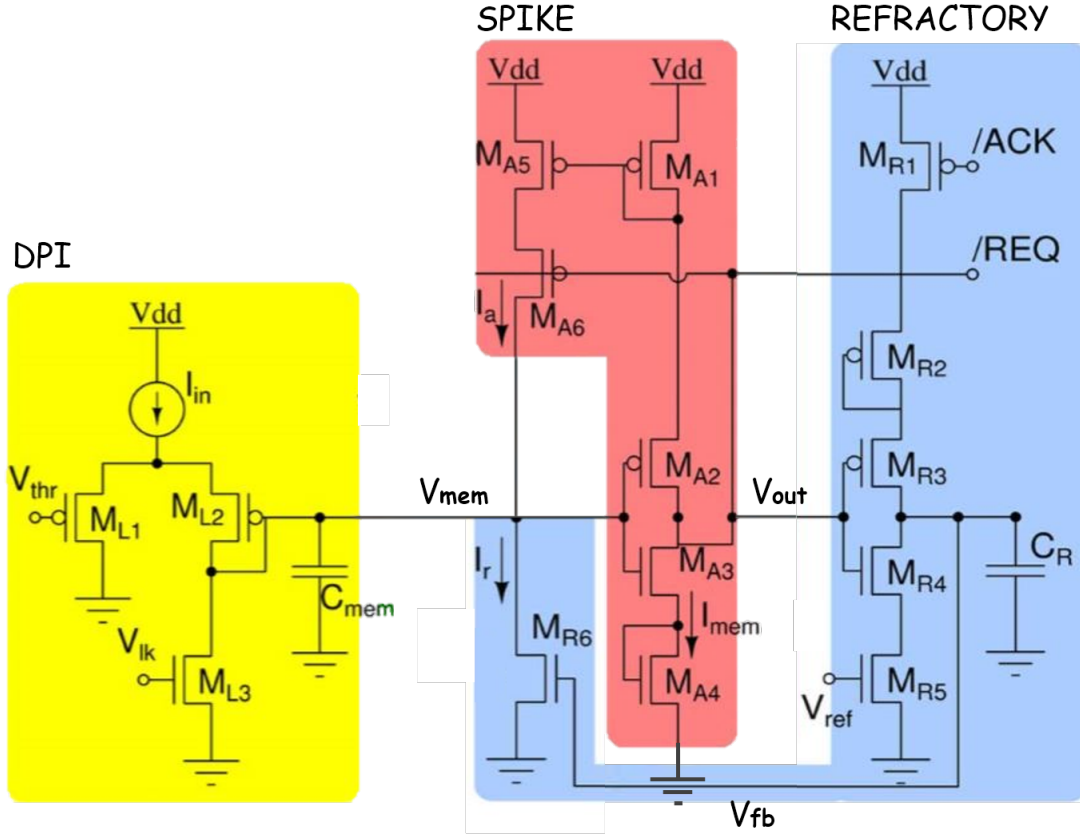 SPIKE
REFRACTORY
Vdd
Vdd
Vdd
MA5
MA1
MR1
/ACK
/REQ
DPI
Ia
MA6
Vdd
Iin
MR2
Vthr
ML1
ML2
Vmem
MA2
Vout
MR3
Cmem
Ir
MA3
MR4
CR
Vlk
ML3
MR6
Imem
MA4
Vref
MR5
Vfb